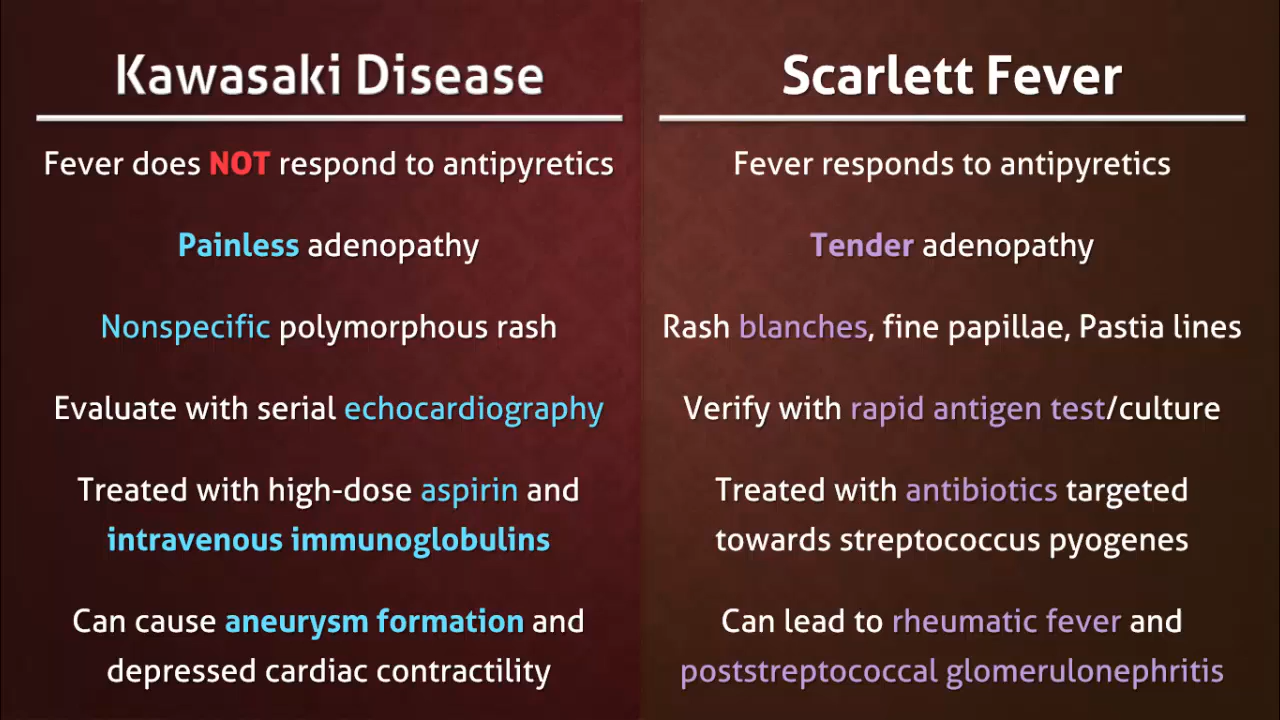 Kawasaki Disease
Fever does NOT respond to antipyretics
Painless adenopathy
Nonspecific polymorphous rash
Evaluate with serial echocardiography
Treated with high-dose aspirin and
intravenous immunoglobulins
Can cause aneurysm formation and
depressed cardiac contractility
Scarlett Fever
Fever responds to antipyretics
Tender adenopathy
Rash blanches, fine papillae, Pastia lines
Verify with rapid antigen test/culture
Treated with antibiotics targeted
towards streptococcus pyogenes
Can lead to rheumatic fever and
poststreptococcal glomerulonephritis